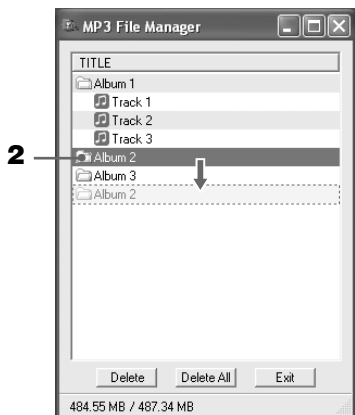 MP3 File Manager
TITLE
Album 1
Track 1
Track 2
Track 3
2
Album 2
Album 3
Album 2
Delete Delete All Exit
484.55 MB / 487.34 MB